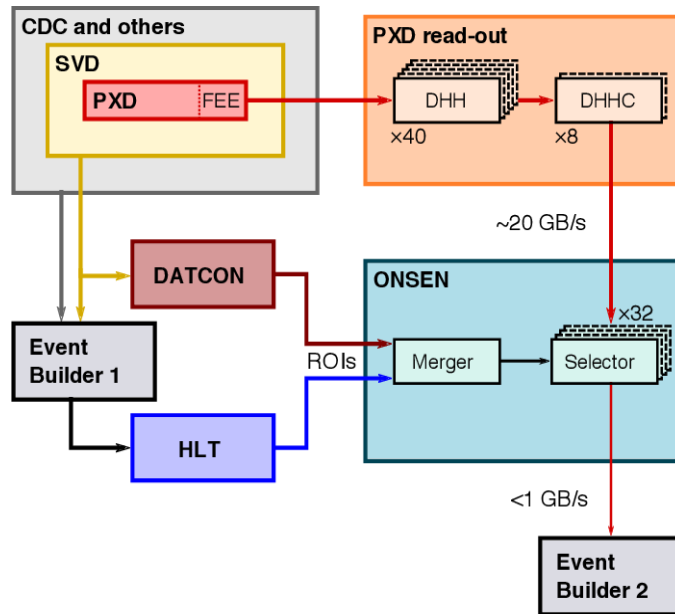 CDC and others
SVD
PXD
FEE
PXD read-out
DHH
×40
DHHC
×8
~20 GB/s
DATCON
ONSEN
×32
Event
Builder 1
ROIs
Merger
Selector
HLT
<1 GB/s
Event
Builder 2